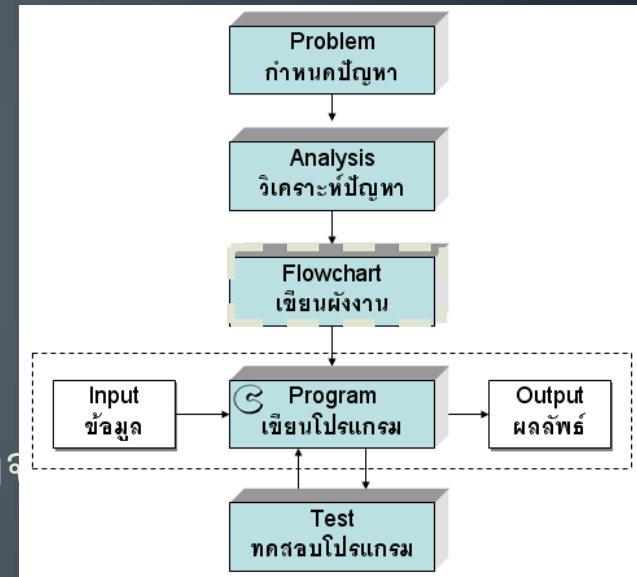 Problem
กำหนดปัญหา
Analysis
วิเคราะห์ปัญหา
Flowchart
เขียนผังงาน
Input
ข้อมูล
Program
เขียนโปรแกรม
Output
ผลลัพธ์
Test
ทดสอบโปรแกรม